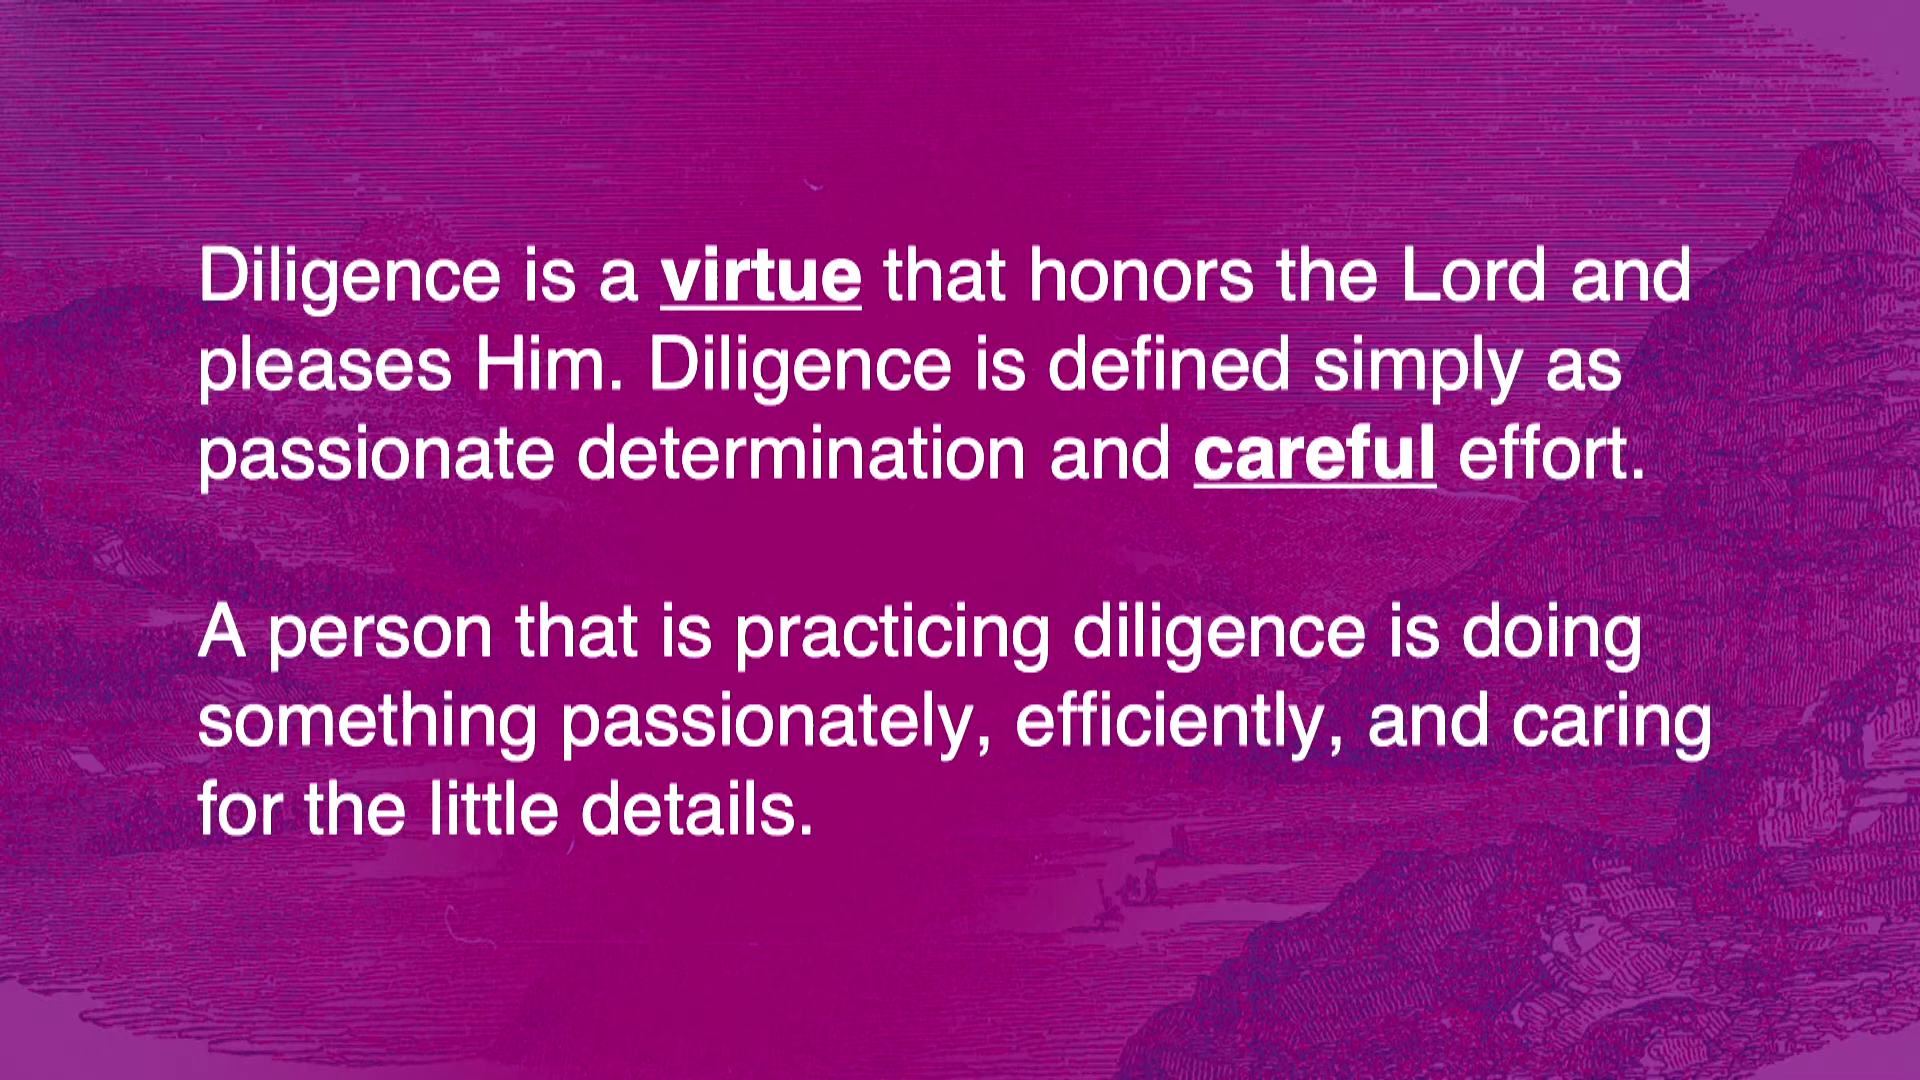 Diligence is a virtue that honors the Lord and
pleases Him. Diligence is defined simply as
passionate determination and careful effort.
A person that is practicing diligence is doing
something passionately, efficiently, and caring
for the little details.